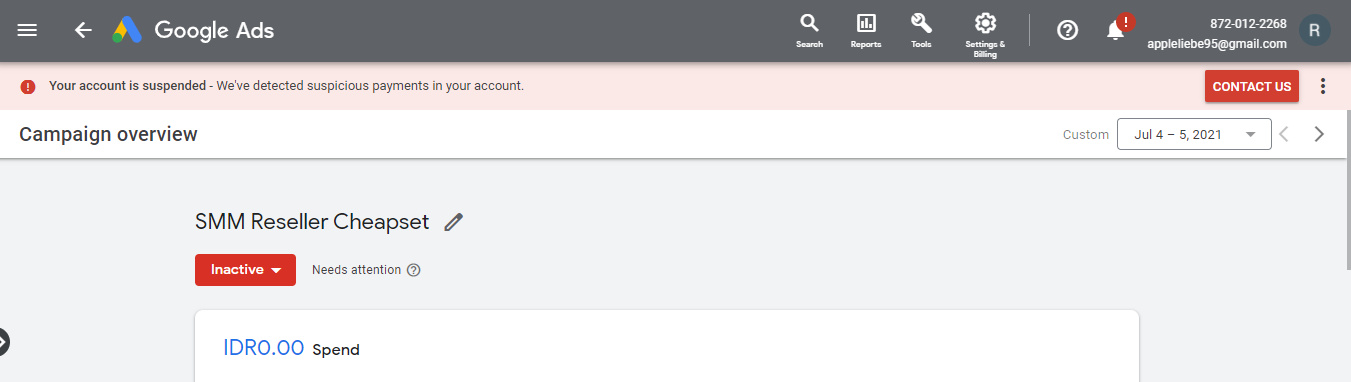 Google Ads
Search
Reports
Tools
Settings & Billing
872-012-2268
appleliebe95@gmail.com
R
Your account is suspended - We've detected suspicious payments in your account.
CONTACT US
Campaign overview
Custom
Jul 4 – 5, 2021
SMM Reseller Cheapset
Inactive
Needs attention
IDR0.00 Spend